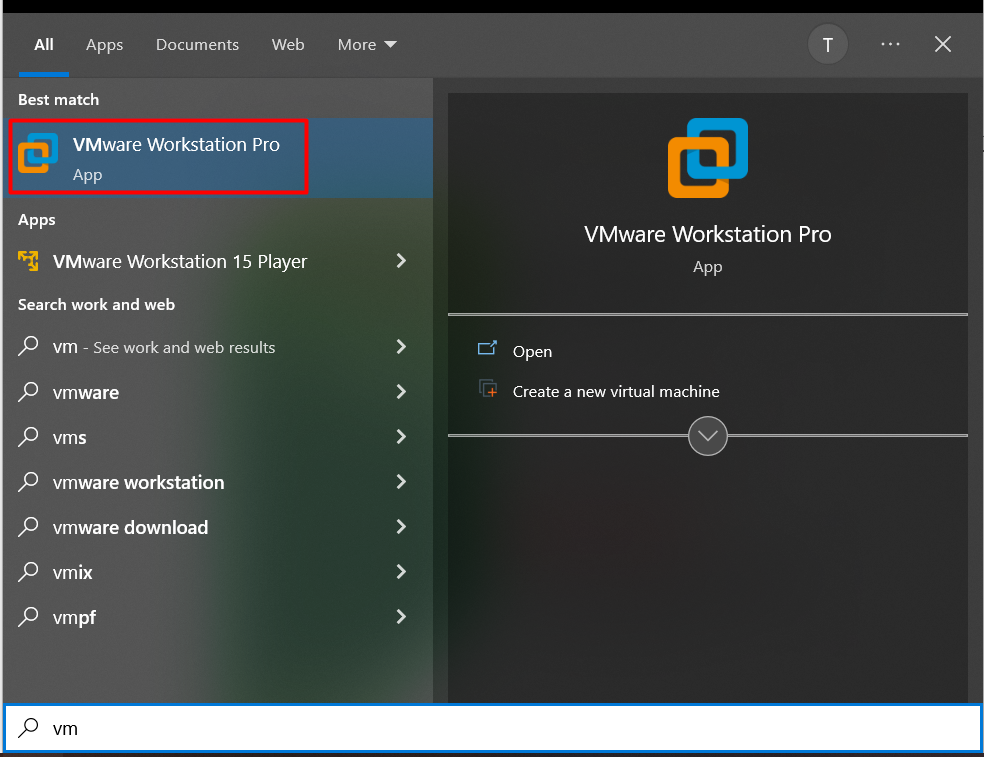 All Apps Documents Web More T
Best match
VMware Workstation Pro
App
Apps
VMware Workstation 15 Player
Search work and web
vm - See work and web results
vmware
vms
vmware workstation
vmware download
vmix
vmpf
VMware Workstation Pro
App
Open
Create a new virtual machine
vm